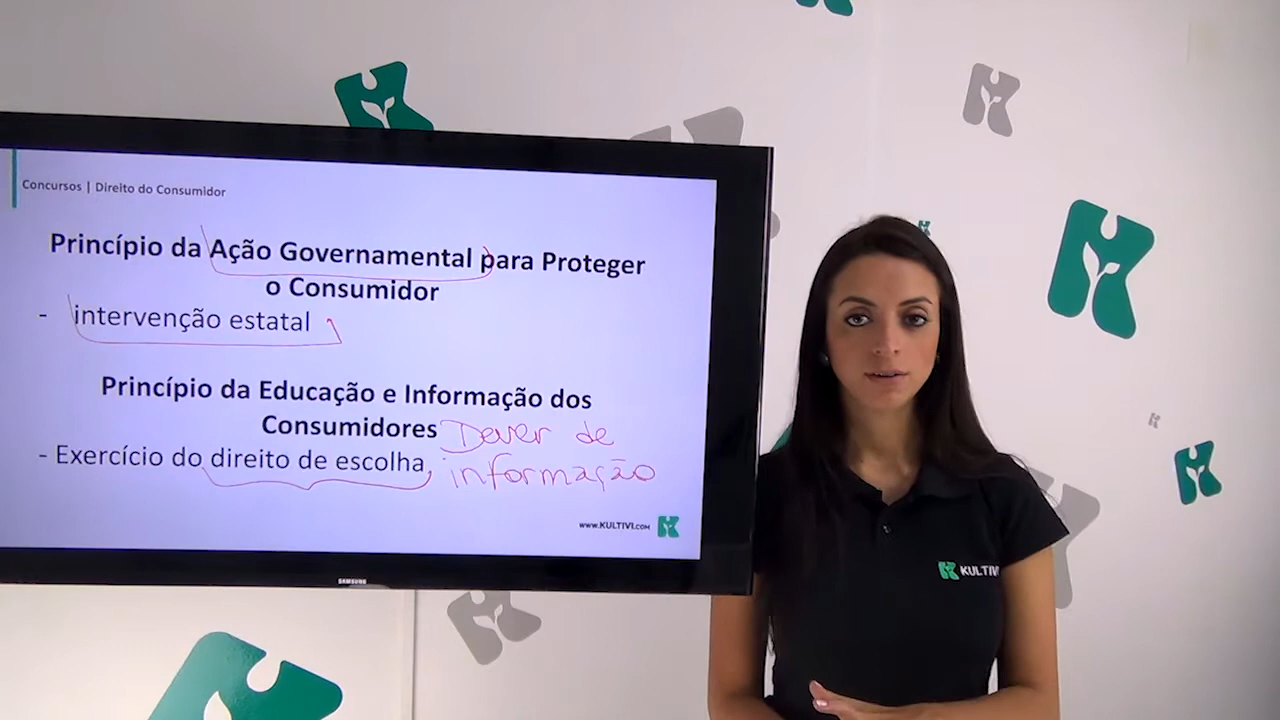 Concursos | Direito do Consumidor
Princípio da Ação Governamental para Proteger
o Consumidor
- intervenção estatal
Princípio da Educação e Informação dos
Consumidores Dever de
- Exercício do direito de escolha, informação
www.KULTIVI.COM
SAMSUNG
KULTIVI